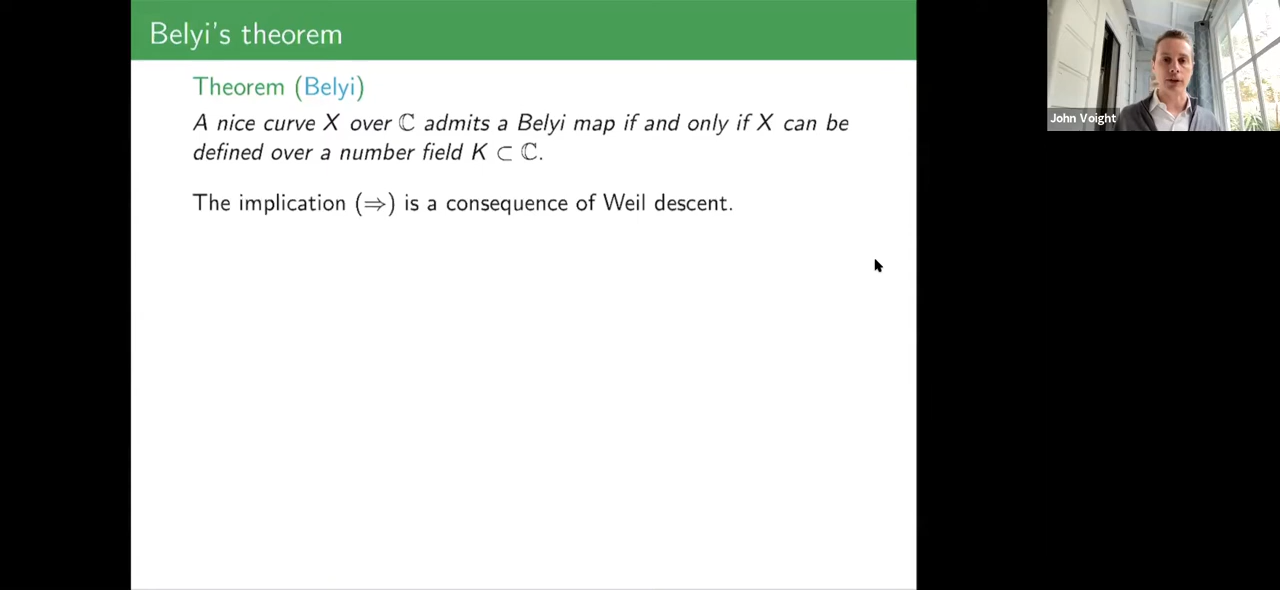 Belyi's theorem
Theorem (Belyi)
A nice curve X over ℂ admits a Belyi map if and only if X can be
defined over a number field K ⊂ ℂ.
The implication (⇒) is a consequence of Weil descent.
John Voight